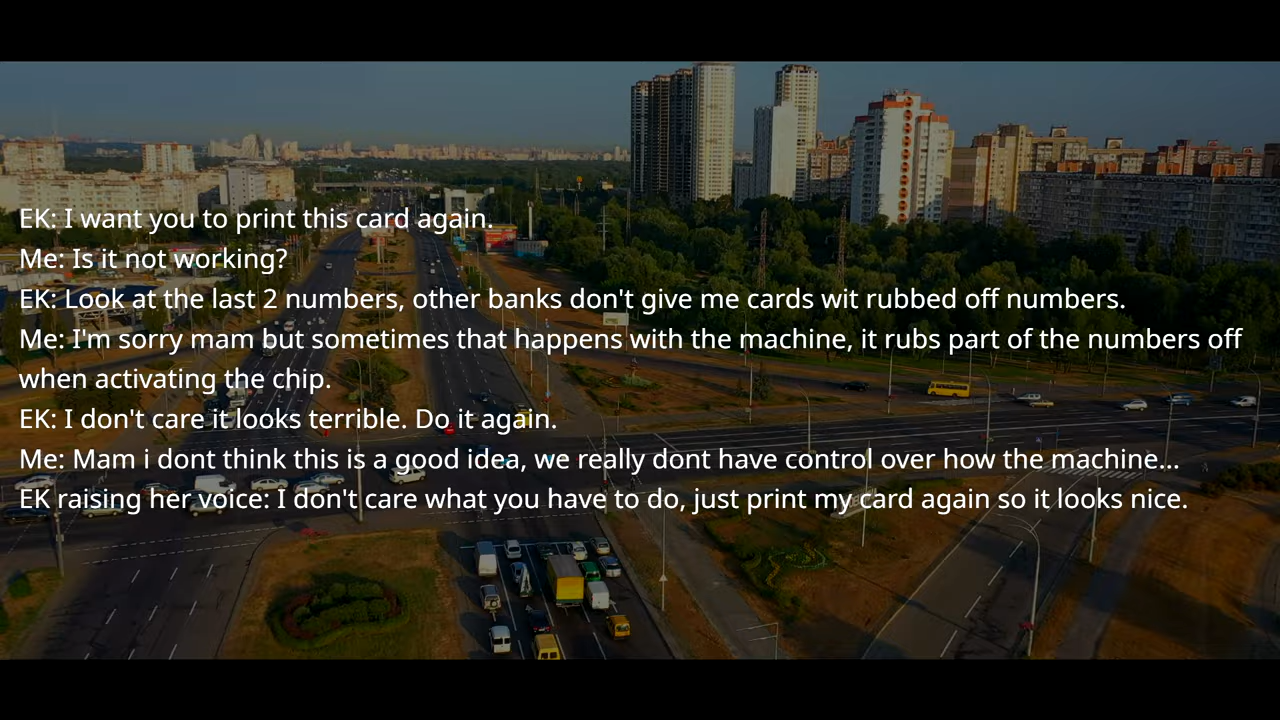 EK: I want you to print this card again.
Me: Is it not working?
EK: Look at the last 2 numbers, other banks don't give me cards wit rubbed off numbers.
Me: I'm sorry mam but sometimes that happens with the machine, it rubs part of the numbers off
when activating the chip.
EK: I don't care it looks terrible. Do it again.
Me: Mam i dont think this is a good idea, we really dont have control over how the machine...
EK raising her voice: I don't care what you have to do, just print my card again so it looks nice.